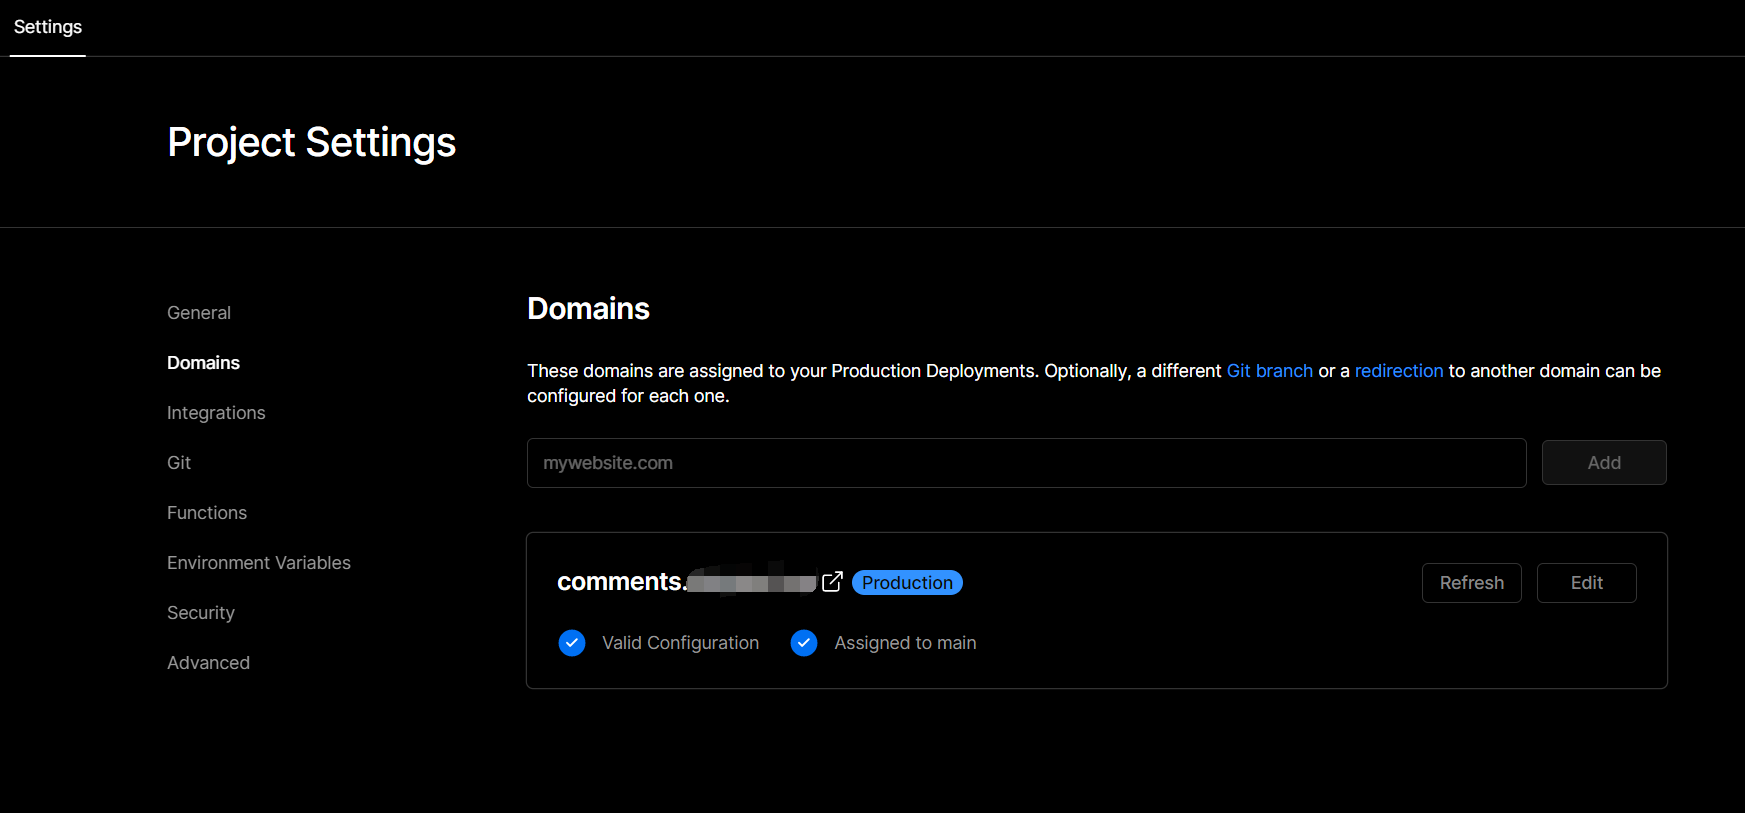 Settings
Project Settings
General
Domains
Integrations
Git
Functions
Environment Variables
Security
Advanced
Domains
These domains are assigned to your Production Deployments. Optionally, a different Git branch or a redirection to another domain can be
configured for each one.
mywebsite.com
Add
comments.
Production
Refresh
Edit
Valid Configuration
Assigned to main